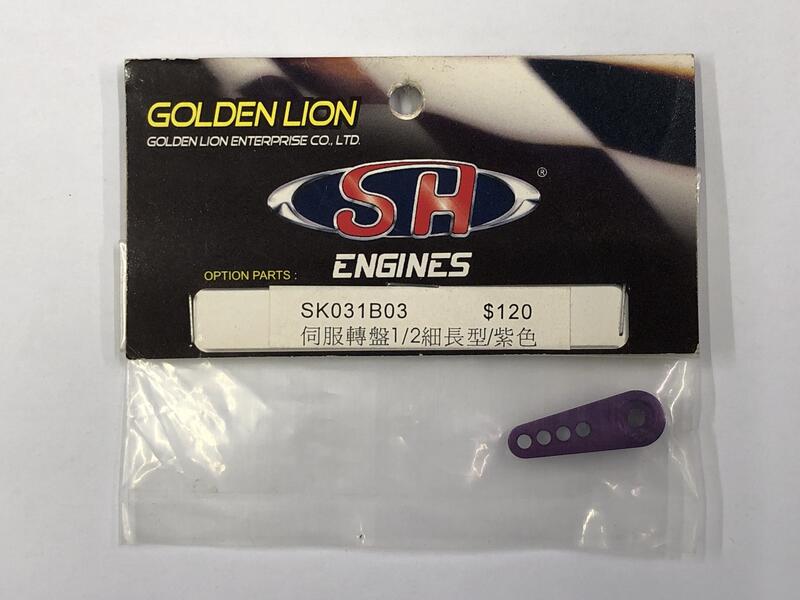 GOLDEN LION
GOLDEN LION ENTERPRISE CO., LTD.
SH®
ENGINES
OPTION PARTS :
SK031B03 $120
伺服轉盤1/2細長型/紫色